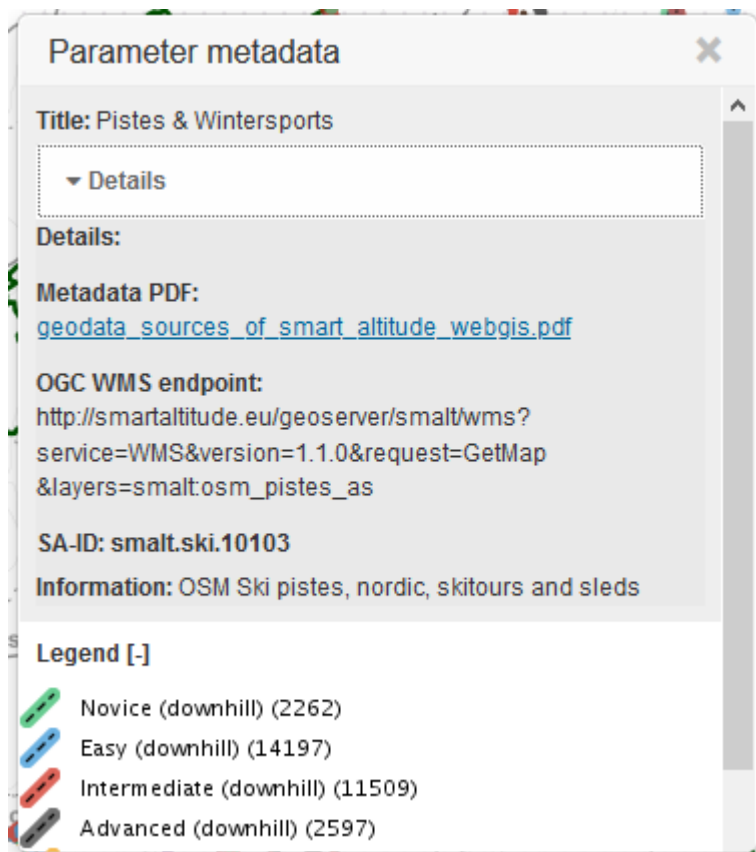 Parameter metadata
Title: Pistes & Wintersports
Details
Details:
Metadata PDF:
geodata_sources_of_smart_altitude_webgis.pdf
OGC WMS endpoint:
http://smartaltitude.eu/geoserver/smalt/wms?
service=WMS&version=1.1.0&request=GetMap
&layers=smalt:osm_pistes_as
SA-ID: smalt.ski.10103
Information: OSM Ski pistes, nordic, skitours and sleds
Legend [-]
Novice (downhill) (2262)
Easy (downhill) (14197)
Intermediate (downhill) (11509)
Advanced (downhill) (2597)